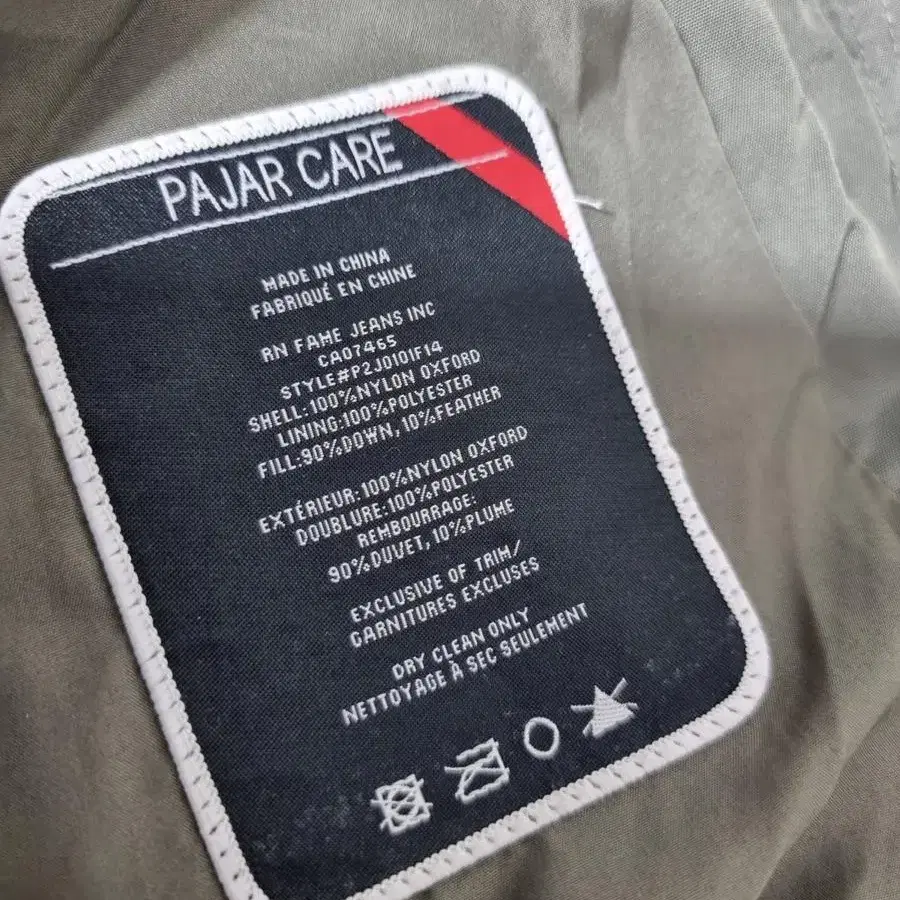 PAJAR CARE
MADE IN CHINA
FABRIQUÉ EN CHINE
RN FAME JEANS INC
CA07465
STYLE#P2J0101F14
SHELL:100%NYLON OXFORD
LINING:100%POLYESTER
FILL:90%DOWN,10%FEATHER
EXTÉRIEUR:100%NYLON OXFORD
DOUBLURE:100%POLYESTER
REMBOURRAGE:
90%DUVET,10%PLUME
EXCLUSIVE OF TRIM/
GARNITURES EXCLUSES
DRY CLEAN ONLY
NETTOYAGE À SEC SEULEMENT